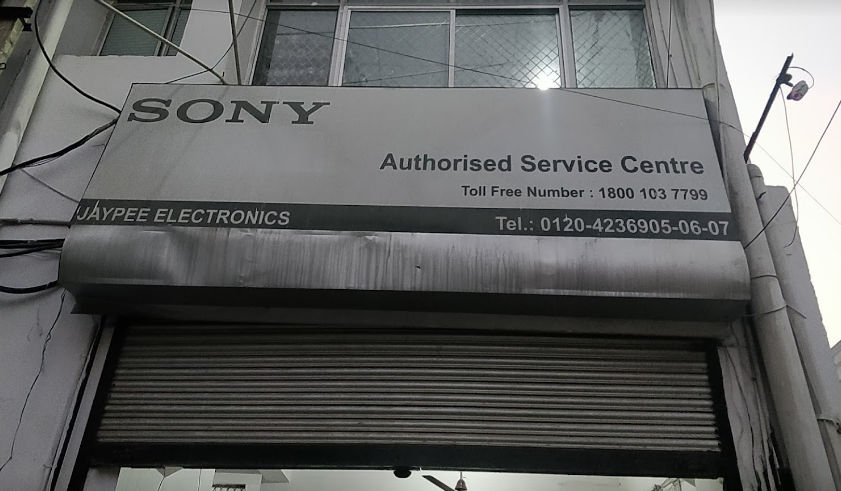 SONY
Authorised Service Centre
Toll Free Number : 1800 103 7799
JAYPEE ELECTRONICS Tel.: 0120-4236905-06-07